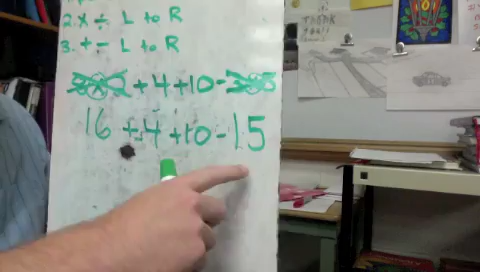 2. x ÷ L to R
3. + - L to R
8x2 + 4 + 10 - 3x5
16 + 4 + 10 - 15